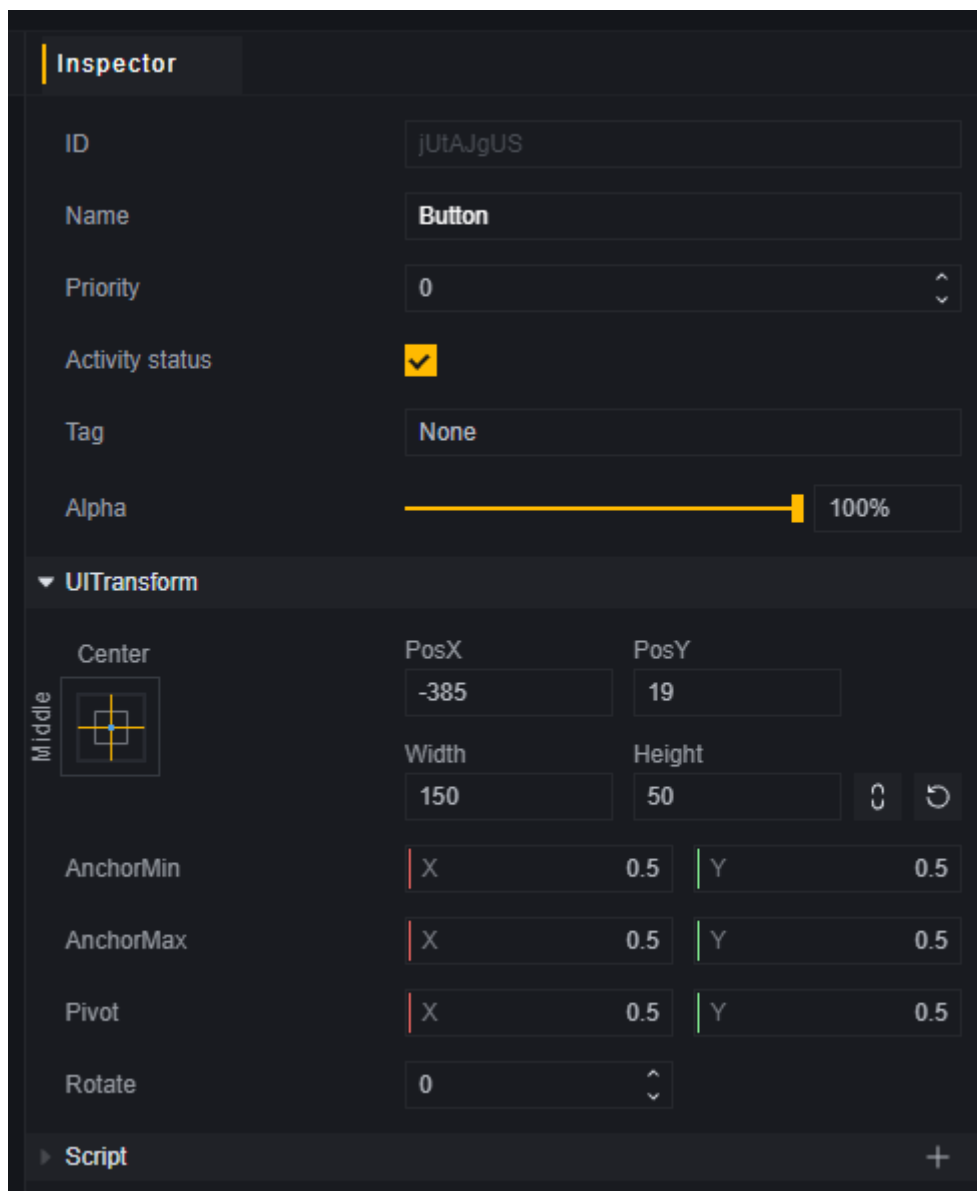 Inspector
ID jUtAJgUS
Name Button
Priority 0
Activity status
Tag None
Alpha 100%
UITransform
Center PosX PosY
Middle -385 19
Width Height
150 50
AnchorMin X 0.5 Y 0.5
AnchorMax X 0.5 Y 0.5
Pivot X 0.5 Y 0.5
Rotate 0
Script